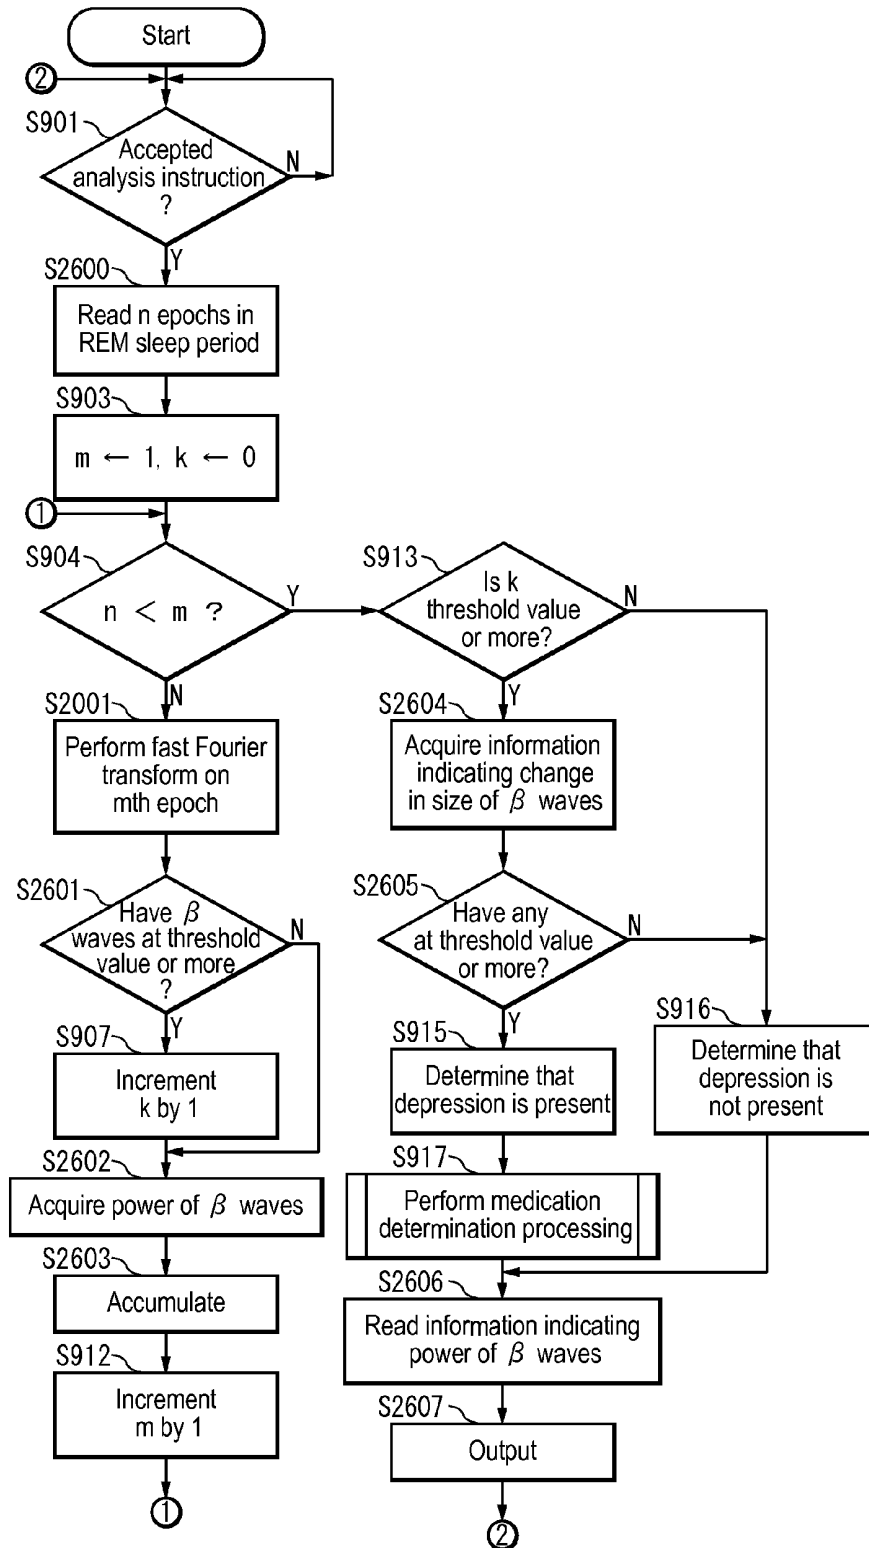 Start
②
S901
Accepted
analysis instruction
?
N
Y
S2600
Read n epochs in
REM sleep period
S903
m ← 1, k ← 0
①
S904
n < m ?
Y
N
S913
Is k
threshold value
or more?
N
Y
S2001
Perform fast Fourier
transform on
mth epoch
S2604
Acquire information
indicating change
in size of β waves
S2601
Have β
waves at threshold
value or more
?
N
Y
S2605
Have any
at threshold value
or more?
N
Y
S907
Increment
k by 1
S915
Determine that
depression is present
S916
Determine that
depression is
not present
S2602
Acquire power of β waves
S917
Perform medication
determination processing
S2603
Accumulate
S2606
Read information indicating
power of β waves
S912
Increment
m by 1
S2607
Output
①
②